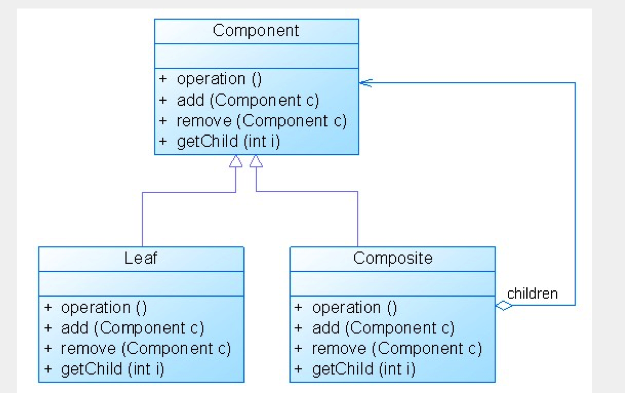 Component
+ operation ()
+ add (Component c)
+ remove (Component c)
+ getChild (int i)
Leaf
+ operation ()
+ add (Component c)
+ remove (Component c)
+ getChild (int i)
Composite
+ operation ()
+ add (Component c)
+ remove (Component c)
+ getChild (int i)
children